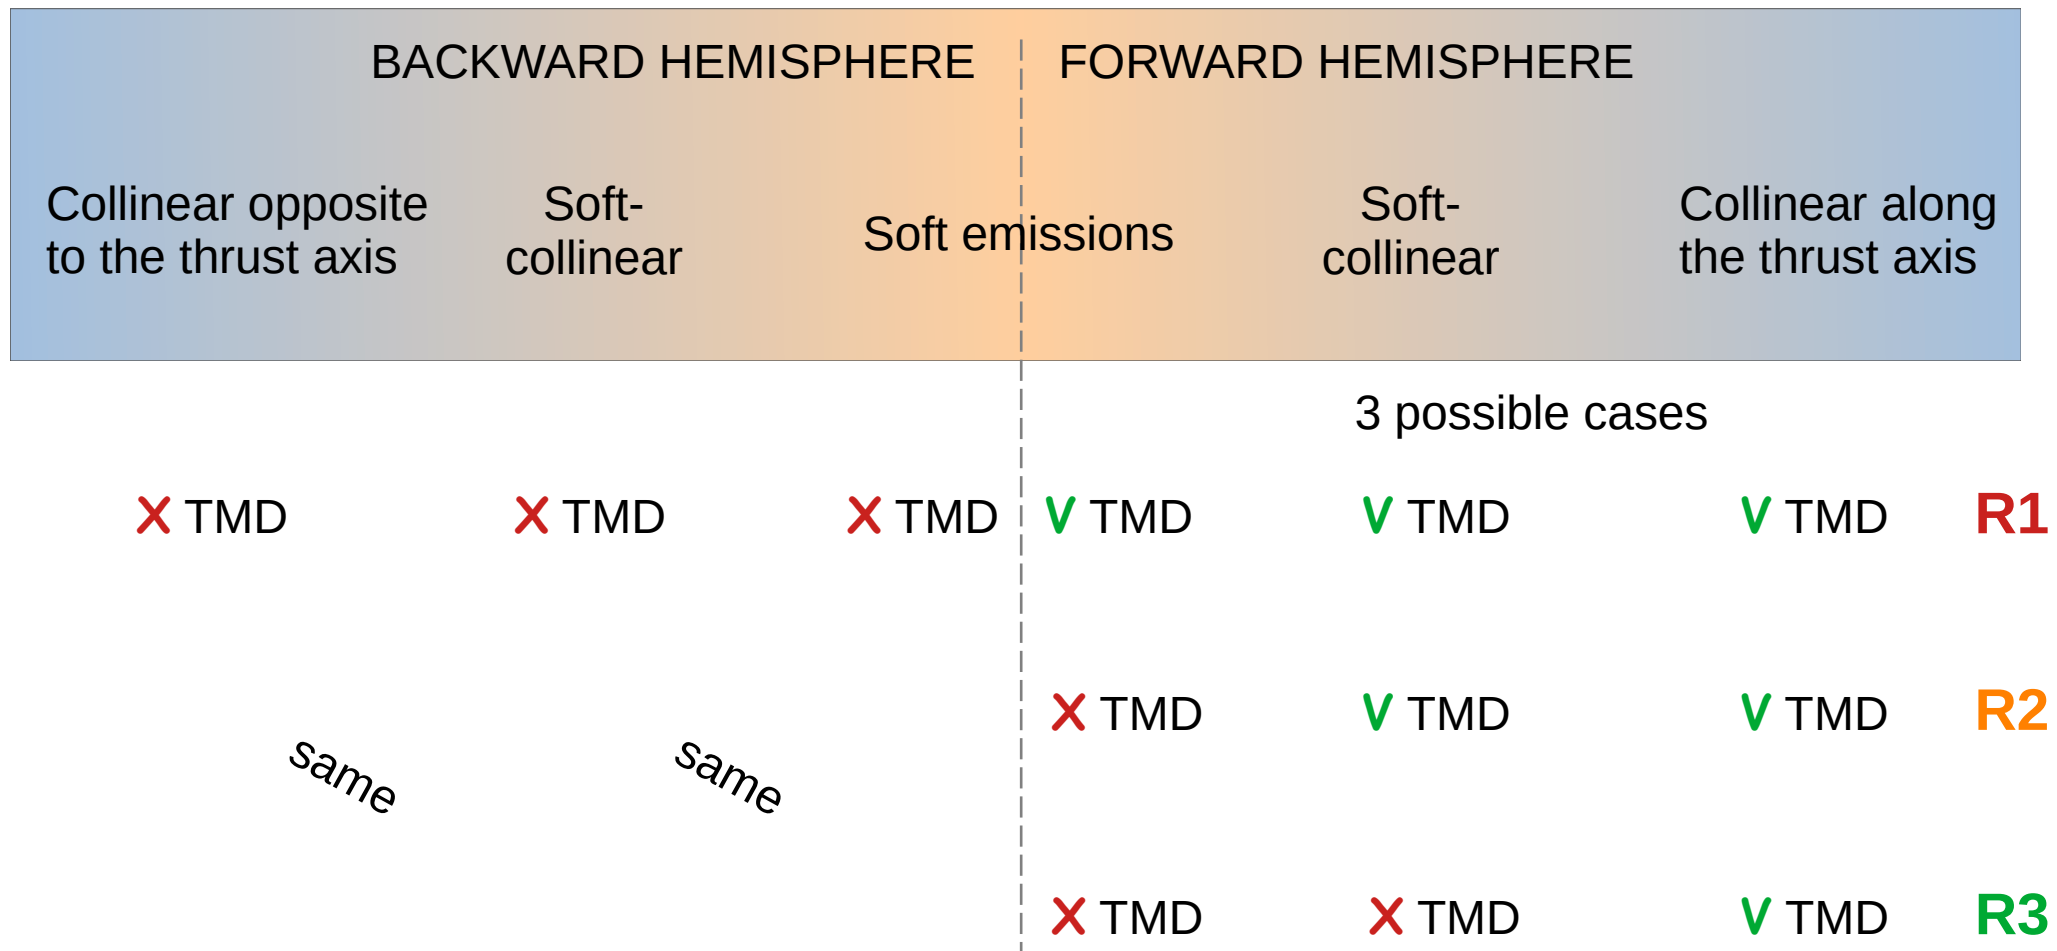 BACKWARD HEMISPHERE FORWARD HEMISPHERE
Collinear opposite
to the thrust axis
Soft-
collinear
Soft emissions
Soft-
collinear
Collinear along
the thrust axis
3 possible cases
X TMD X TMD X TMD V TMD V TMD V TMD R1
X TMD V TMD V TMD R2
same same
X TMD X TMD V TMD R3